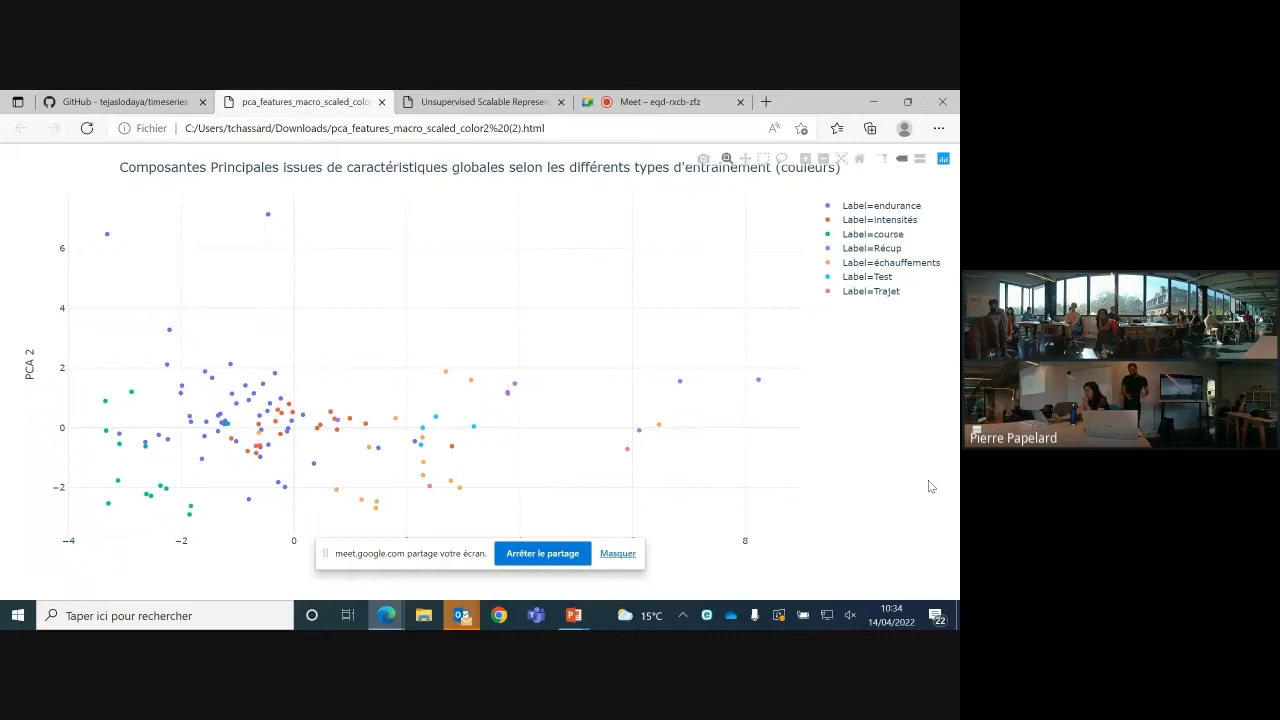 GitHub - tejaslodaya/timeseries
pca_features_macro_scaled_colo
Unsupervised Scalable Represen
Meet – eqd-rxcb-zfz
Fichier
C:/Users/tchassard/Downloads/pca_features_macro_scaled_color2%20(2).html
Composantes Principales issues de caractéristiques globales selon les différents types d'entraînement (couleurs)
Label=endurance
Label=intensités
Label=course
Label=Récup
Label=échauffements
Label=Test
Label=Trajet
PCA 2
6
4
2
0
−2
−4
−2
0
8
meet.google.com partage votre écran.
Arrêter le partage
Masquer
Pierre Papelard
Taper ici pour rechercher
15°C
10:34
14/04/2022
22